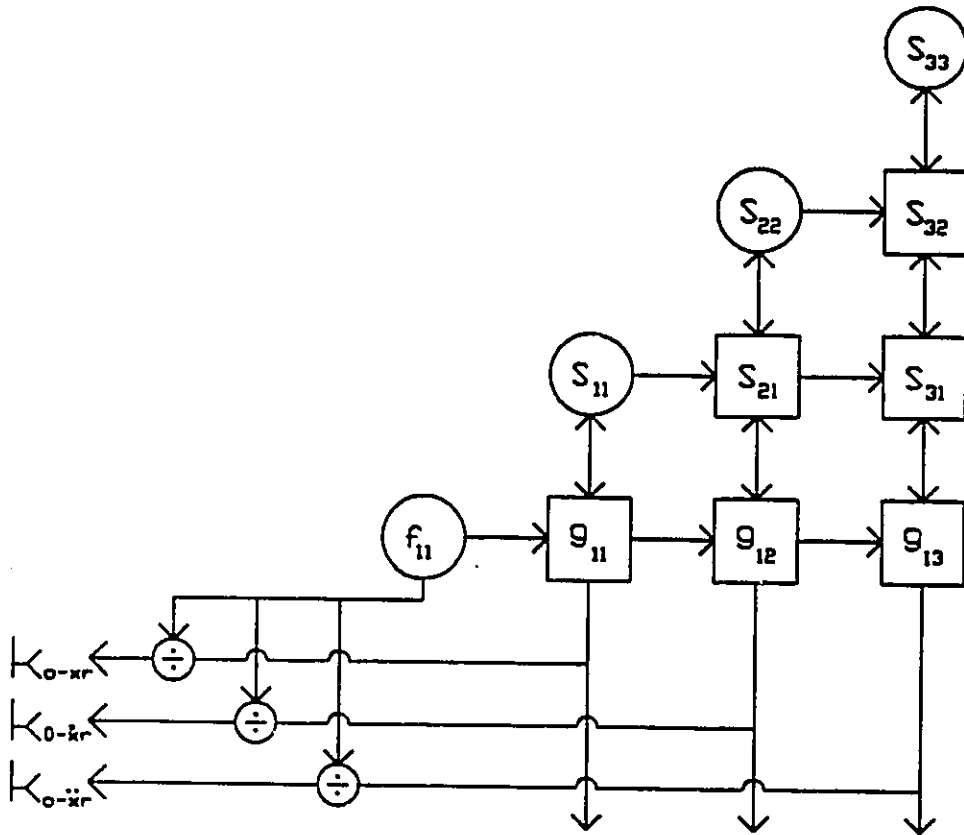 S₃₃
S₂₂ S₃₂
S₁₁ S₂₁ S₃₁
f₁₁ g₁₁ g₁₂ g₁₃
K₀₋ₓᵣ ÷
K₀₋ẋᵣ ÷
K₀₋ẍᵣ ÷